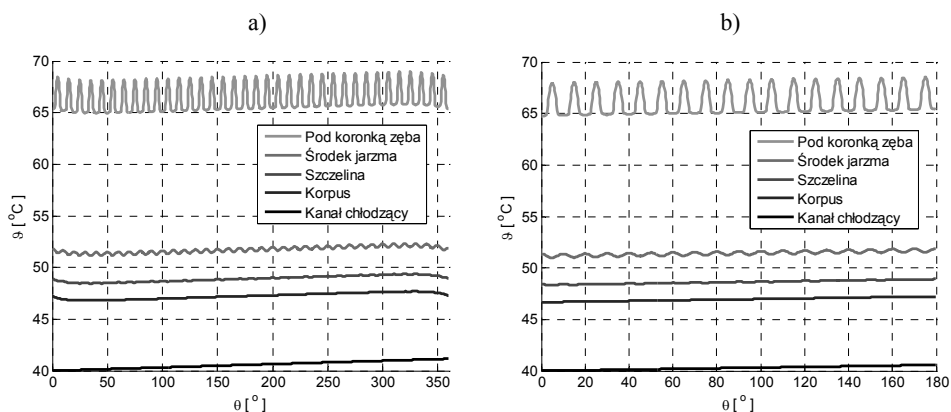 a)
b)
70
65
60
55
50
45
40
ϑ [°C]
0
50
100
150
200
250
300
350
θ [°]
Pod koronką zęba
Środek jarzma
Szczelina
Korpus
Kanał chłodzący
70
65
60
55
50
45
40
ϑ [°C]
0
20
40
60
80
100
120
140
160
180
θ [°]
Pod koronką zęba
Środek jarzma
Szczelina
Korpus
Kanał chłodzący